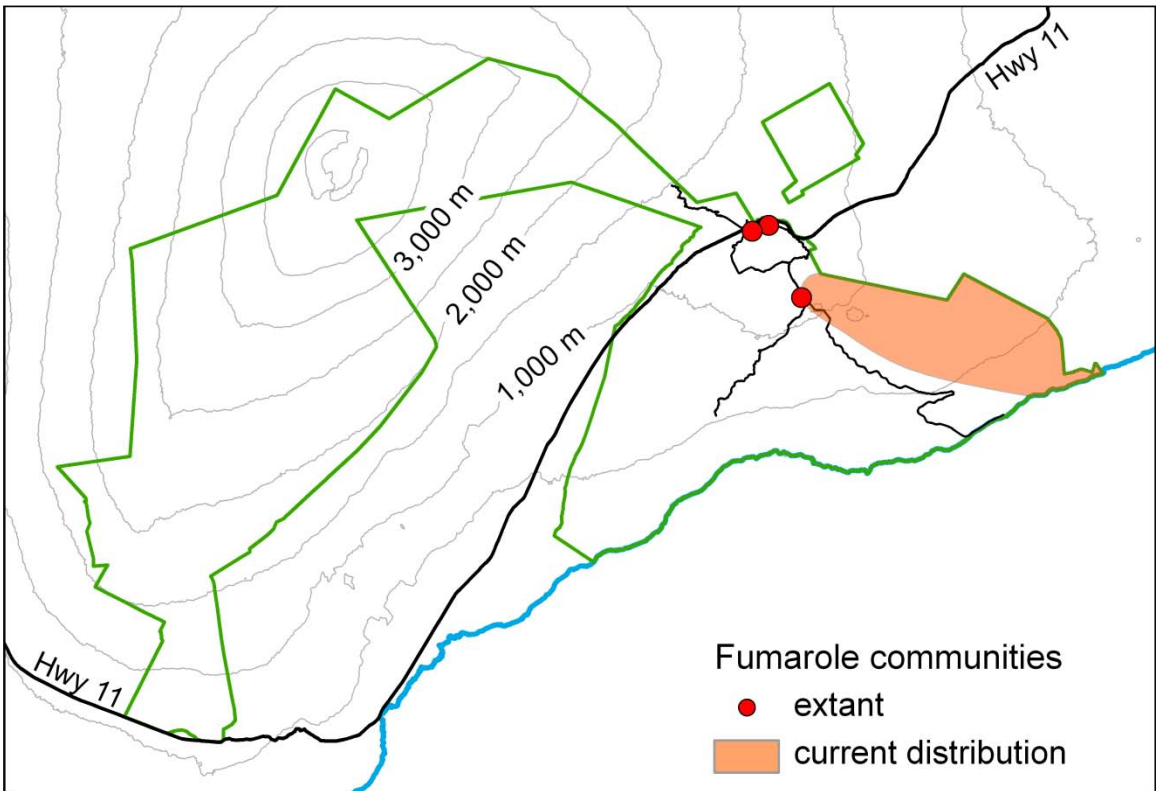 Hwy 11
3,000 m
2,000 m
1,000 m
Hwy 11
Fumarole communities
extant
current distribution